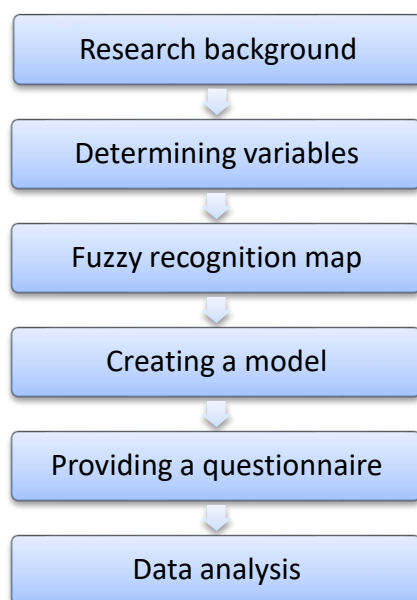 Research background
Determining variables
Fuzzy recognition map
Creating a model
Providing a questionnaire
Data analysis